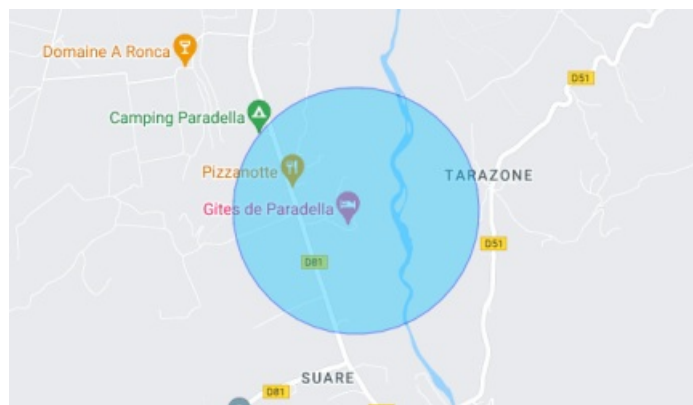 Domaine A Ronca
D51
Camping Paradella
Pizzanotte
TARAZONE
Gites de Paradella
D51
D81
SUARE
D81